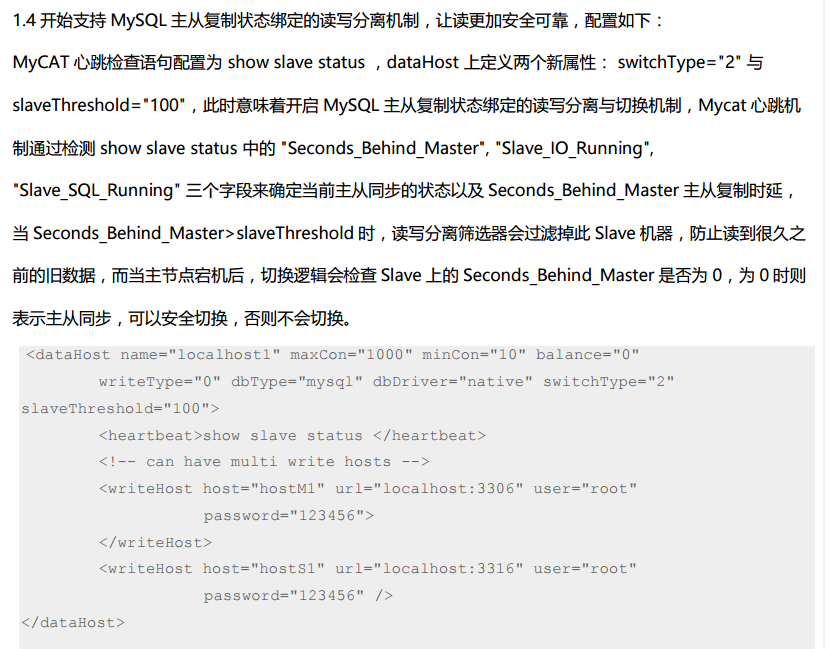 1.4 开始支持 MySQL 主从复制状态绑定的读写分离机制，让读更加安全可靠，配置如下：
MyCAT 心跳检查语句配置为 show slave status ，dataHost 上定义两个新属性： switchType="2" 与
slaveThreshold="100"，此时意味着开启 MySQL 主从复制状态绑定的读写分离与切换机制，Mycat 心跳机
制通过检测 show slave status 中的 "Seconds_Behind_Master", "Slave_IO_Running",
"Slave_SQL_Running" 三个字段来确定当前主从同步的状态以及 Seconds_Behind_Master 主从复制时延，
当 Seconds_Behind_Master>slaveThreshold 时，读写分离筛选器会过滤掉此 Slave 机器，防止读到很久之
前的旧数据，而当主节点宕机后，切换逻辑会检查 Slave 上的 Seconds_Behind_Master 是否为 0，为 0 时则
表示主从同步，可以安全切换，否则不会切换。
<dataHost name="localhost1" maxCon="1000" minCon="10" balance="0"
writeType="0" dbType="mysql" dbDriver="native" switchType="2"
slaveThreshold="100">
<heartbeat>show slave status </heartbeat>
<!-- can have multi write hosts -->
<writeHost host="hostM1" url="localhost:3306" user="root"
password="123456">
</writeHost>
<writeHost host="hostS1" url="localhost:3316" user="root"
password="123456" />
</dataHost>